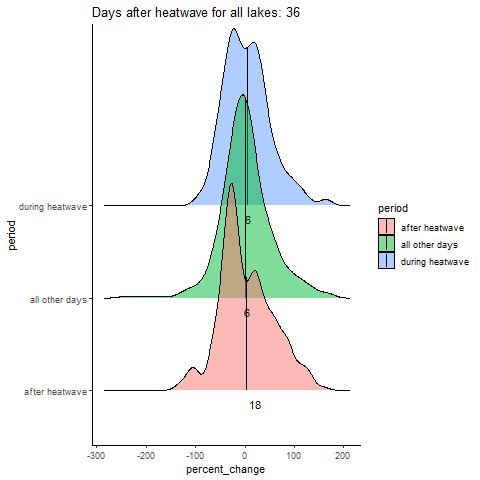 Days after heatwave for all lakes: 36
period
during heatwave
all other days
after heatwave
6
6
18
-300
-200
-100
0
100
200
percent_change
period
after heatwave
all other days
during heatwave